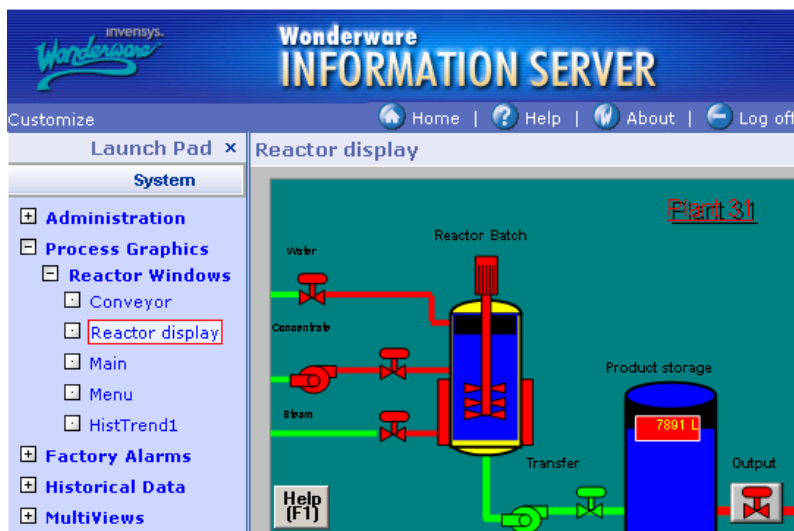 invensys.
Wonderware
Wonderware
INFORMATION SERVER
Customize
Home | Help | About | Log off
Launch Pad ×
Reactor display
System
Administration
Process Graphics
Reactor Windows
Conveyor
Reactor display
Main
Menu
HistTrend1
Factory Alarms
Historical Data
MultiViews
Plant 31
Reactor Batch
Water
Concentrate
Steam
Product storage
7891 L
Transfer
Output
Help
(F1)